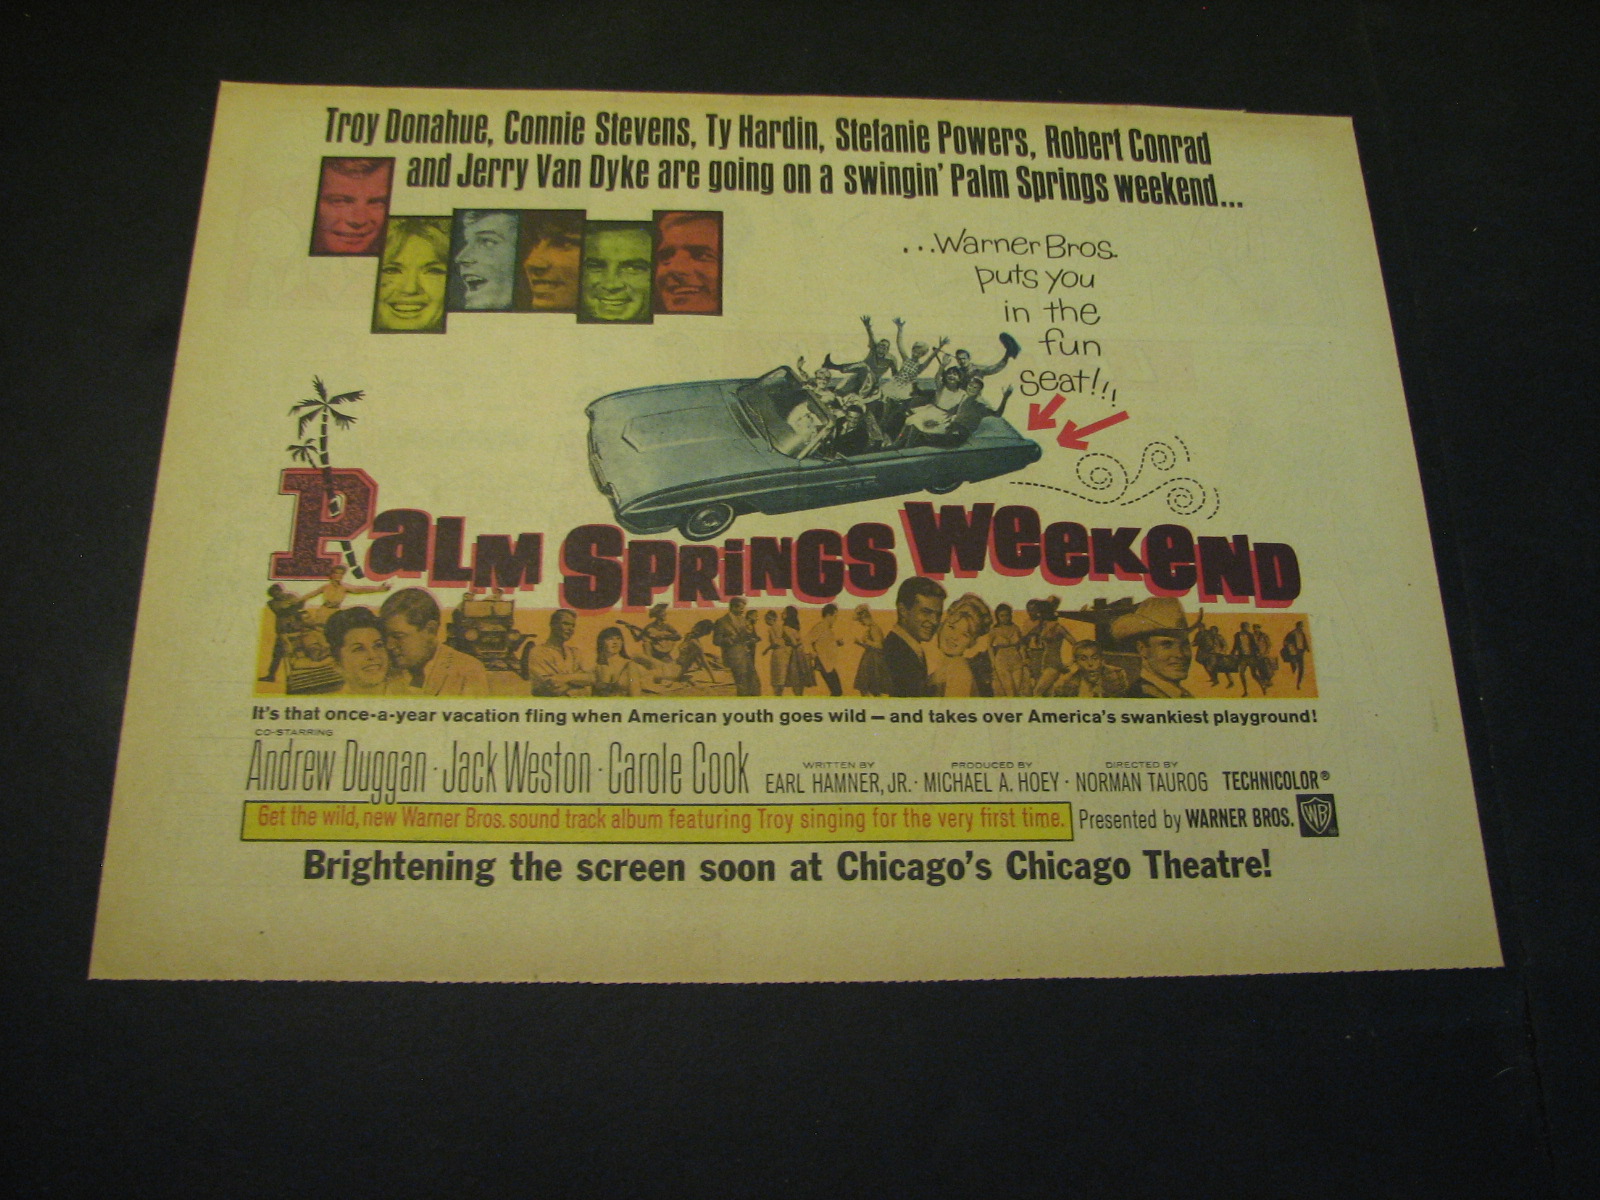 Troy Donahue, Connie Stevens, Ty Hardin, Stefanie Powers, Robert Conrad
and Jerry Van Dyke are going on a swingin' Palm Springs weekend...
...Warner Bros.
puts you
in the
fun
seat!!!
PALM SPRINGS WEEKEND
It's that once-a-year vacation fling when American youth goes wild — and takes over America's swankiest playground!
CO-STARRING
Andrew Duggan · Jack Weston · Carole Cook
WRITTEN BY PRODUCED BY DIRECTED BY
EARL HAMNER, JR. · MICHAEL A. HOEY · NORMAN TAUROG TECHNICOLOR®
Get the wild, new Warner Bros. sound track album featuring Troy singing for the very first time.
Presented by WARNER BROS. WB
Brightening the screen soon at Chicago's Chicago Theatre!